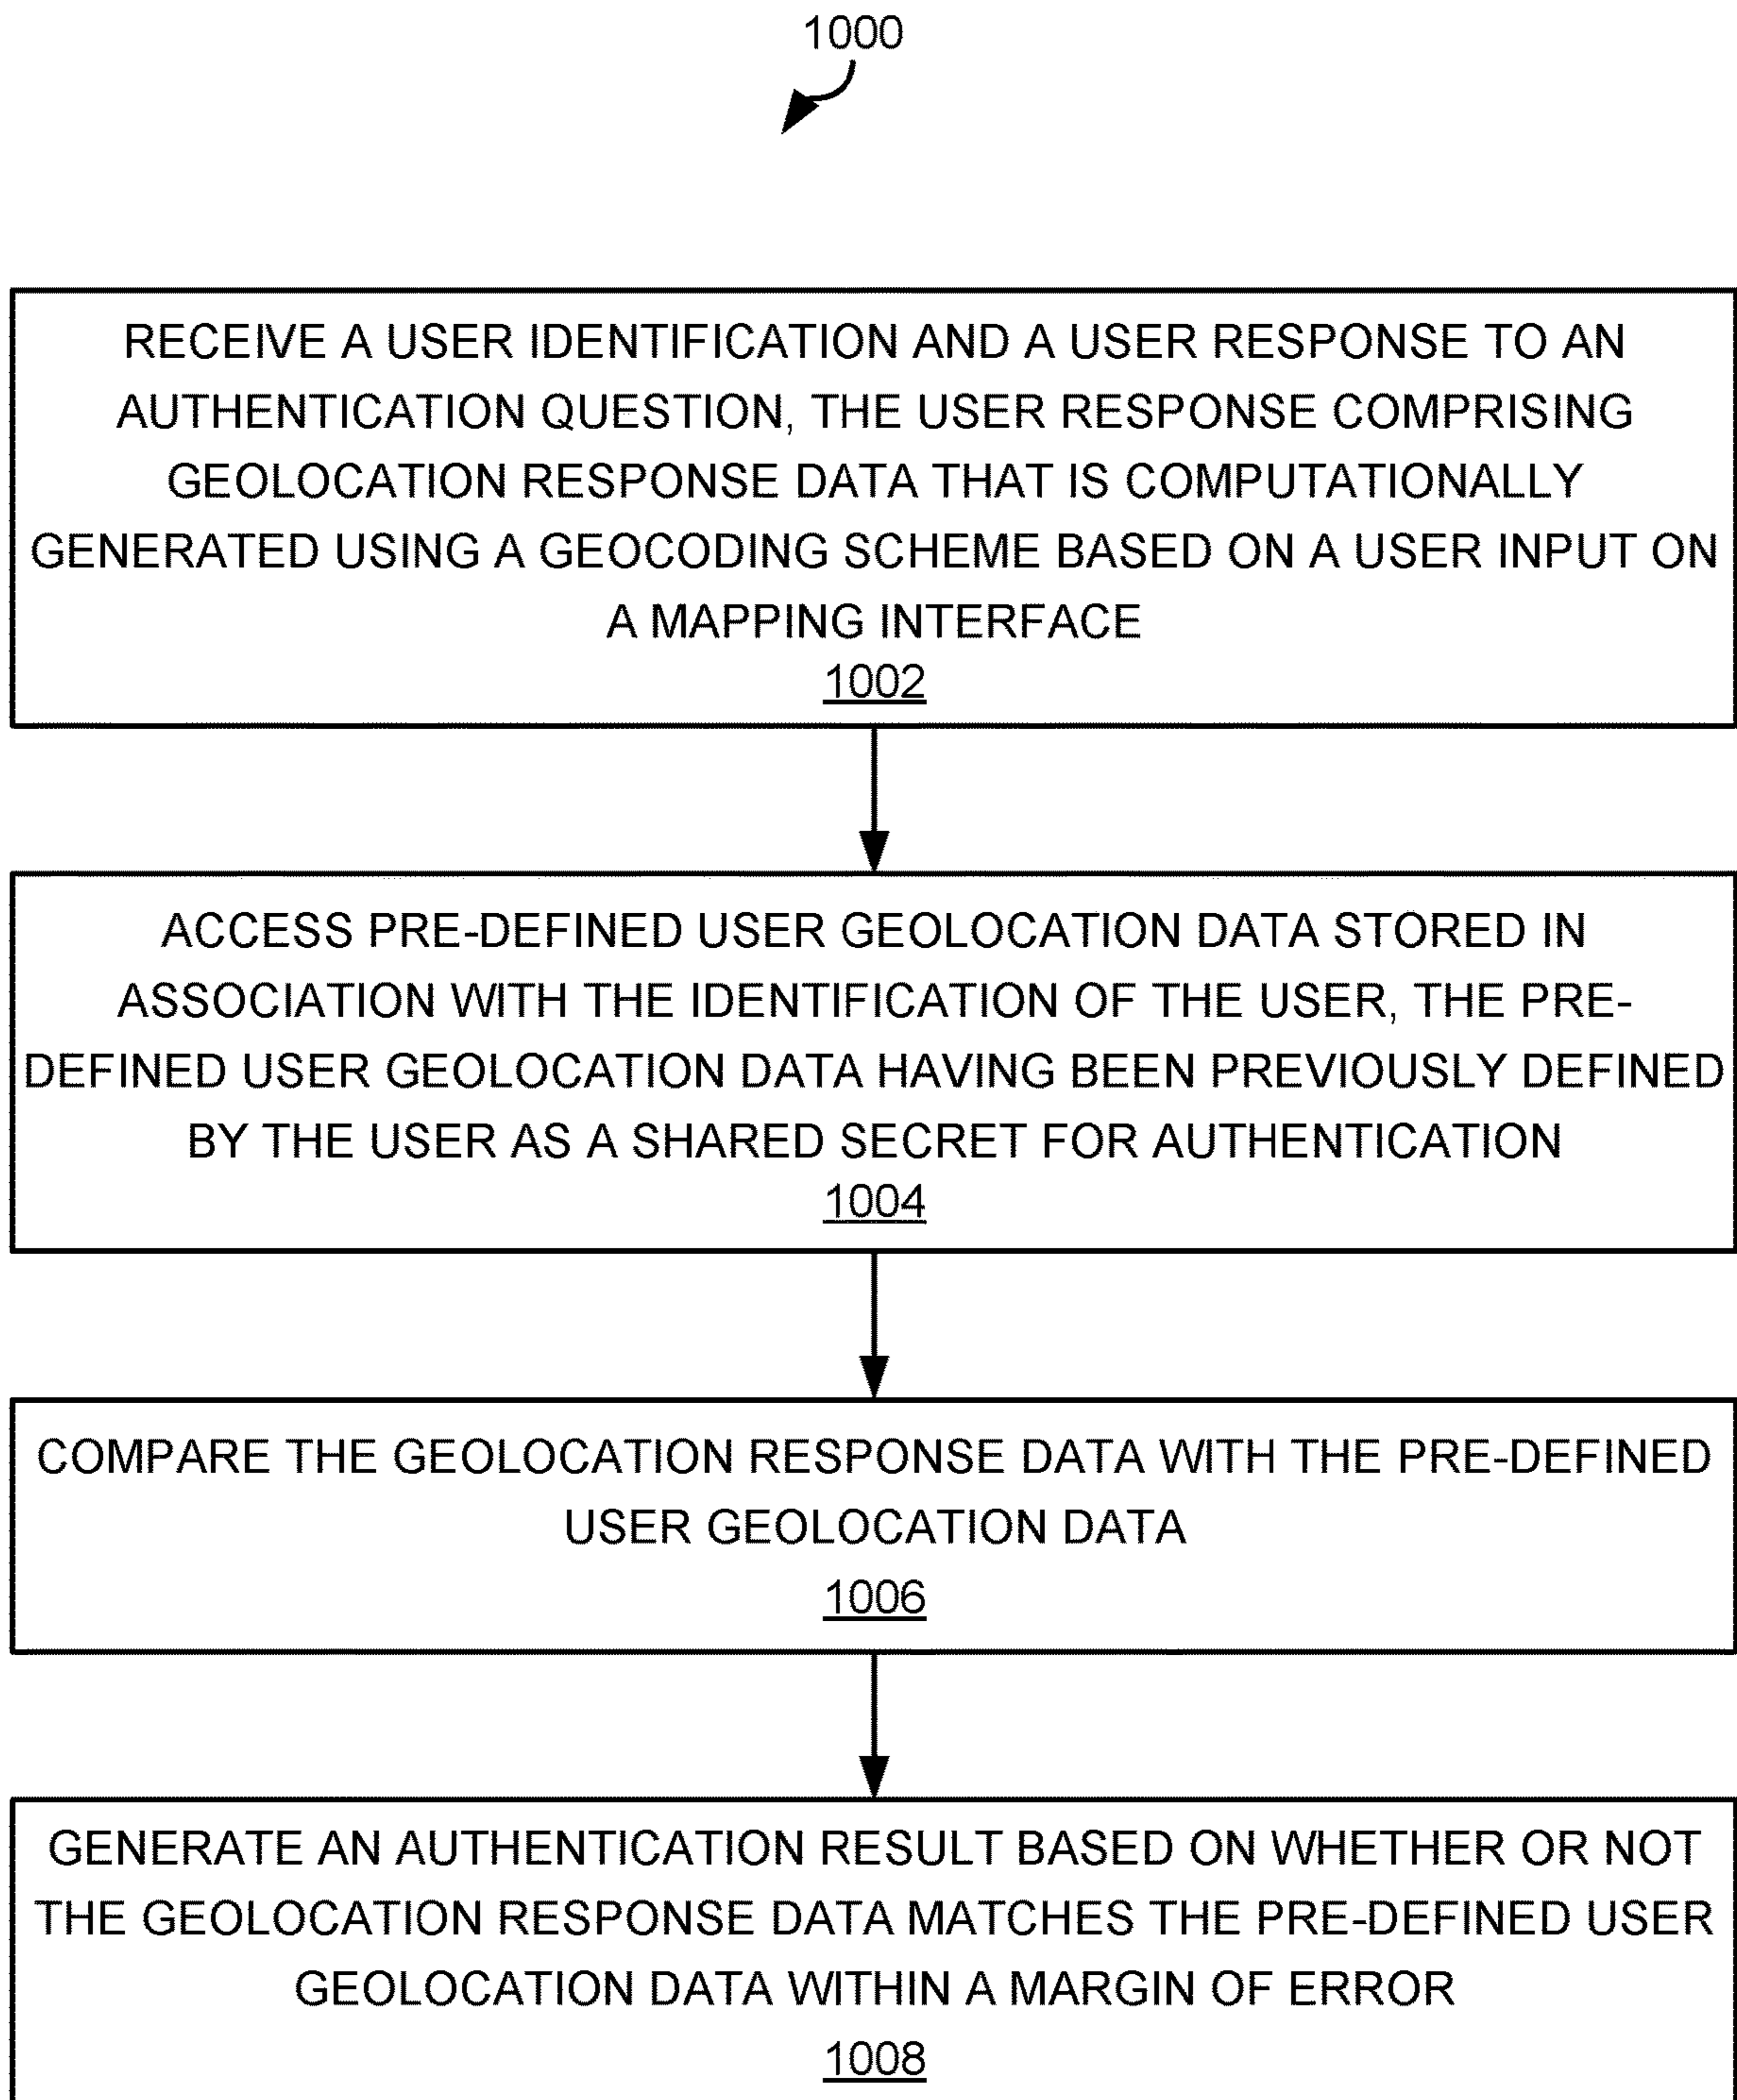 1000
RECEIVE A USER IDENTIFICATION AND A USER RESPONSE TO AN
AUTHENTICATION QUESTION, THE USER RESPONSE COMPRISING
GEOLOCATION RESPONSE DATA THAT IS COMPUTATIONALLY
GENERATED USING A GEOCODING SCHEME BASED ON A USER INPUT ON
A MAPPING INTERFACE
1002
ACCESS PRE-DEFINED USER GEOLOCATION DATA STORED IN
ASSOCIATION WITH THE IDENTIFICATION OF THE USER, THE PRE-
DEFINED USER GEOLOCATION DATA HAVING BEEN PREVIOUSLY DEFINED
BY THE USER AS A SHARED SECRET FOR AUTHENTICATION
1004
COMPARE THE GEOLOCATION RESPONSE DATA WITH THE PRE-DEFINED
USER GEOLOCATION DATA
1006
GENERATE AN AUTHENTICATION RESULT BASED ON WHETHER OR NOT
THE GEOLOCATION RESPONSE DATA MATCHES THE PRE-DEFINED USER
GEOLOCATION DATA WITHIN A MARGIN OF ERROR
1008